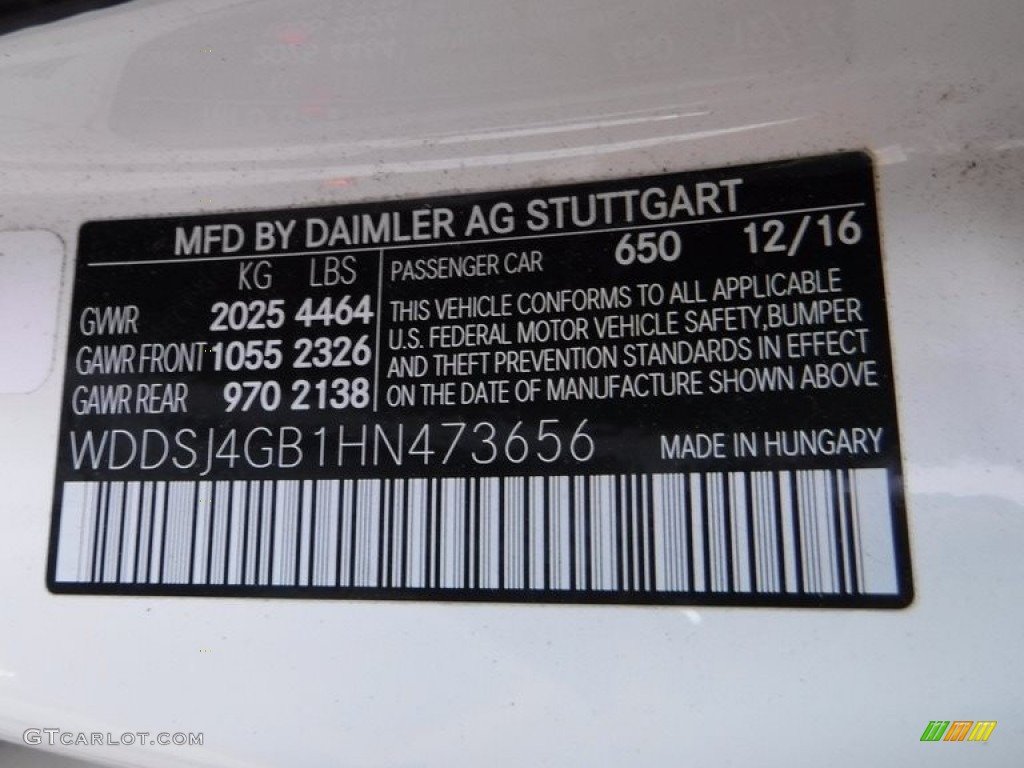 MFD BY DAIMLER AG STUTTGART
KG LBS
PASSENGER CAR 650 12/16
GVWR 2025 4464
GAWR FRONT 1055 2326
GAWR REAR 970 2138
THIS VEHICLE CONFORMS TO ALL APPLICABLE
U.S. FEDERAL MOTOR VEHICLE SAFETY,BUMPER
AND THEFT PREVENTION STANDARDS IN EFFECT
ON THE DATE OF MANUFACTURE SHOWN ABOVE
WDDSJ4GB1HN473656 MADE IN HUNGARY
GTCARLOT.COM